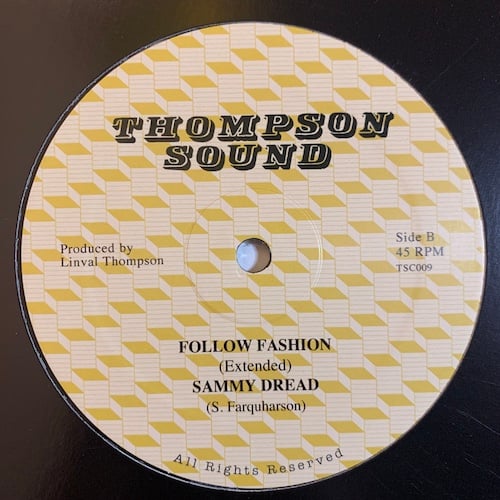 THOMPSON
SOUND
Produced by
Linval Thompson
Side B
45 RPM
TSC009
FOLLOW FASHION
(Extended)
SAMMY DREAD
(S. Farquharson)
All Rights Reserved